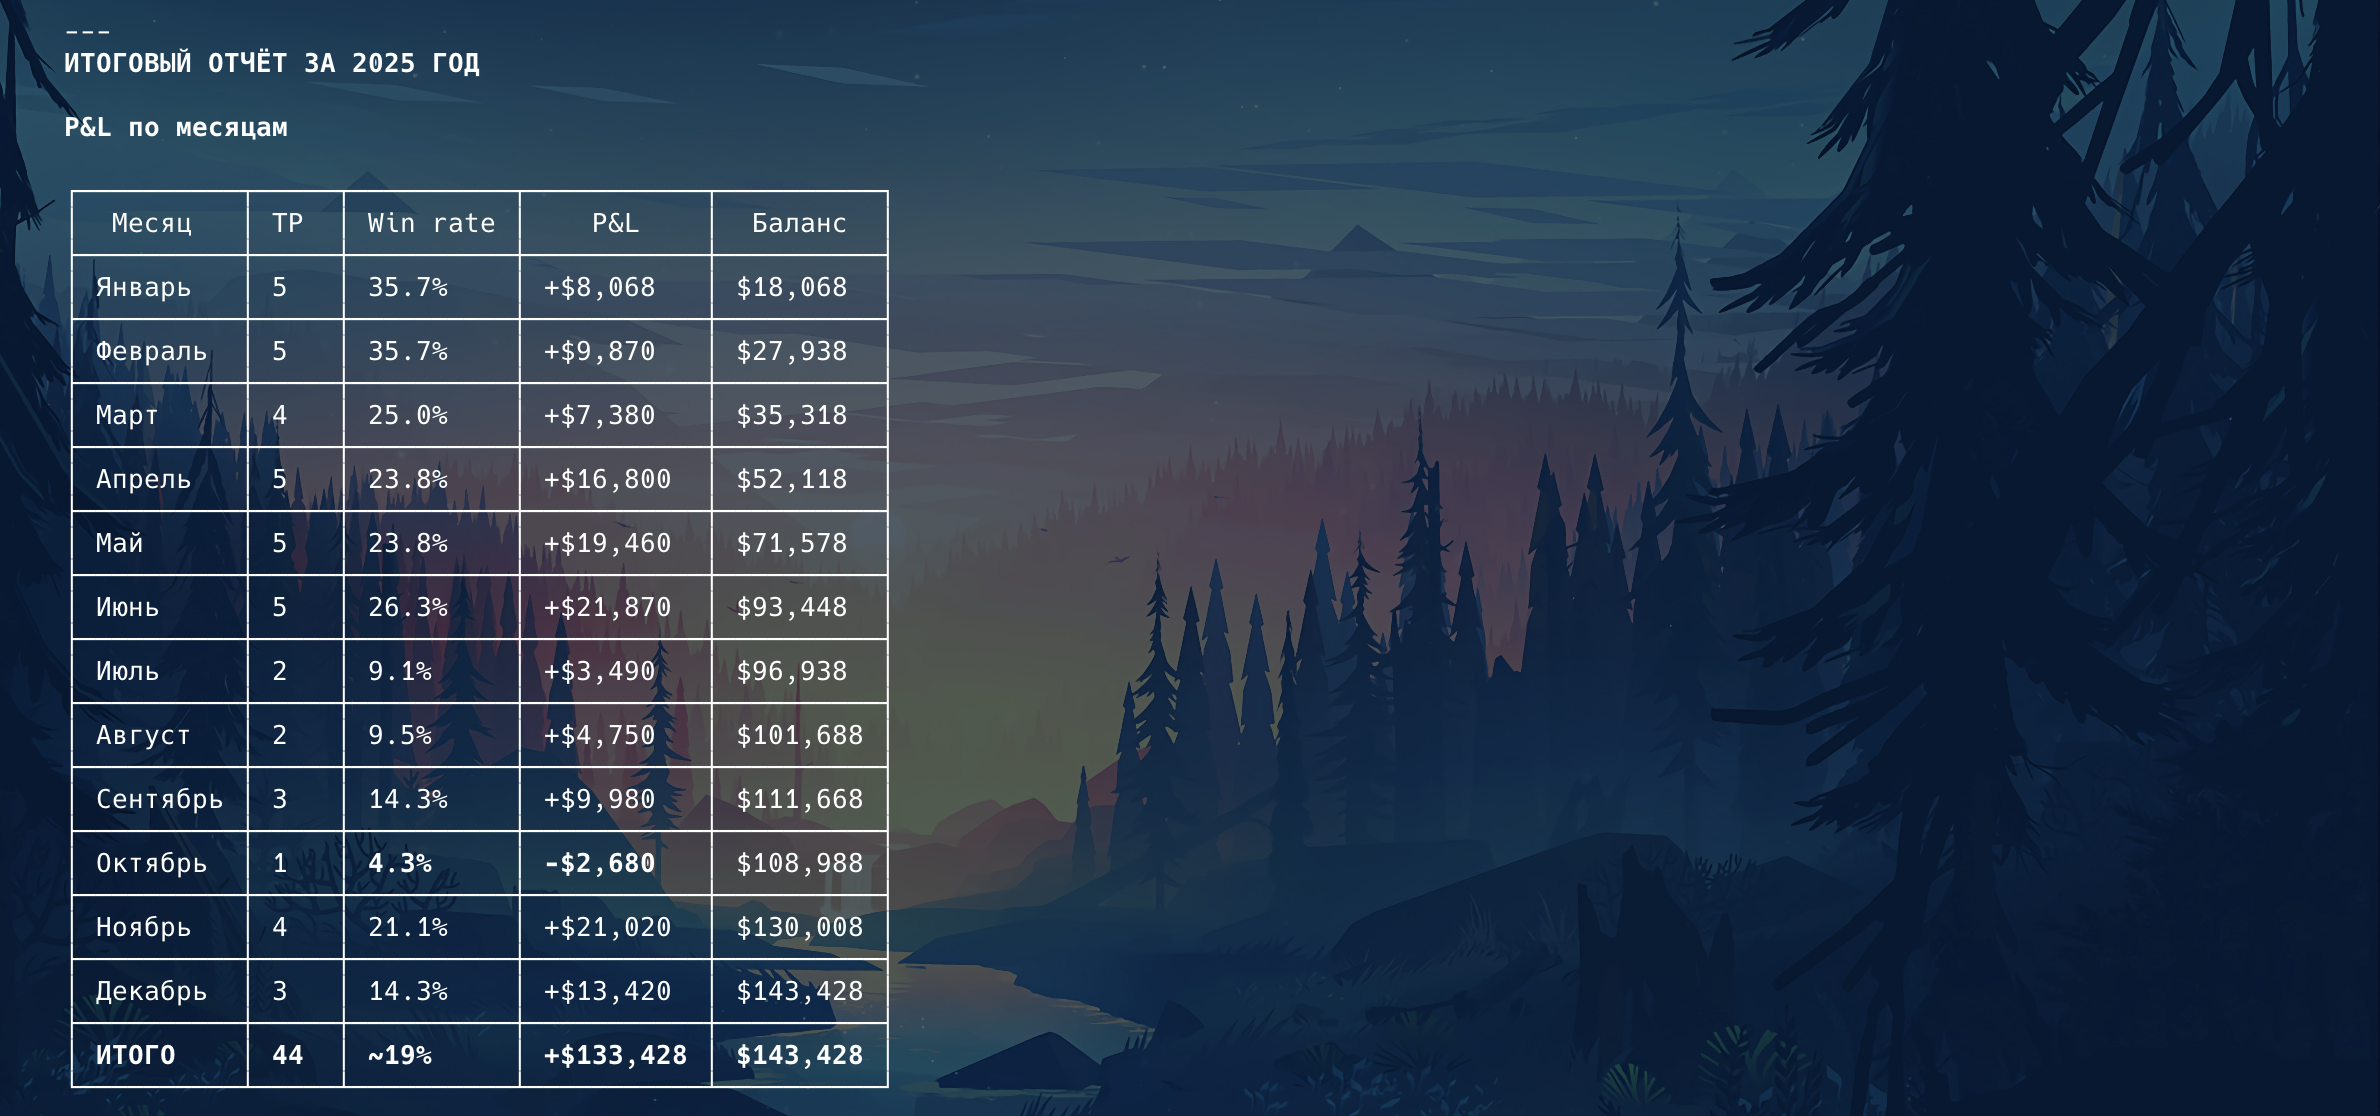 ---
ИТОГОВЫЙ ОТЧЁТ ЗА 2025 ГОД
P&L по месяцам
Месяц TP Win rate P&L Баланс
Январь 5 35.7% +$8,068 $18,068
Февраль 5 35.7% +$9,870 $27,938
Март 4 25.0% +$7,380 $35,318
Апрель 5 23.8% +$16,800 $52,118
Май 5 23.8% +$19,460 $71,578
Июнь 5 26.3% +$21,870 $93,448
Июль 2 9.1% +$3,490 $96,938
Август 2 9.5% +$4,750 $101,688
Сентябрь 3 14.3% +$9,980 $111,668
Октябрь 1 4.3% -$2,680 $108,988
Ноябрь 4 21.1% +$21,020 $130,008
Декабрь 3 14.3% +$13,420 $143,428
ИТОГО 44 ~19% +$133,428 $143,428